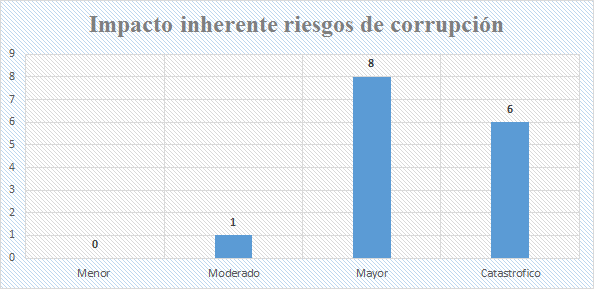 Impacto inherente riesgos de corrupción
9
8
7
6
5
4
3
2
1
0
0
1
8
6
Menor
Moderado
Mayor
Catastrofico